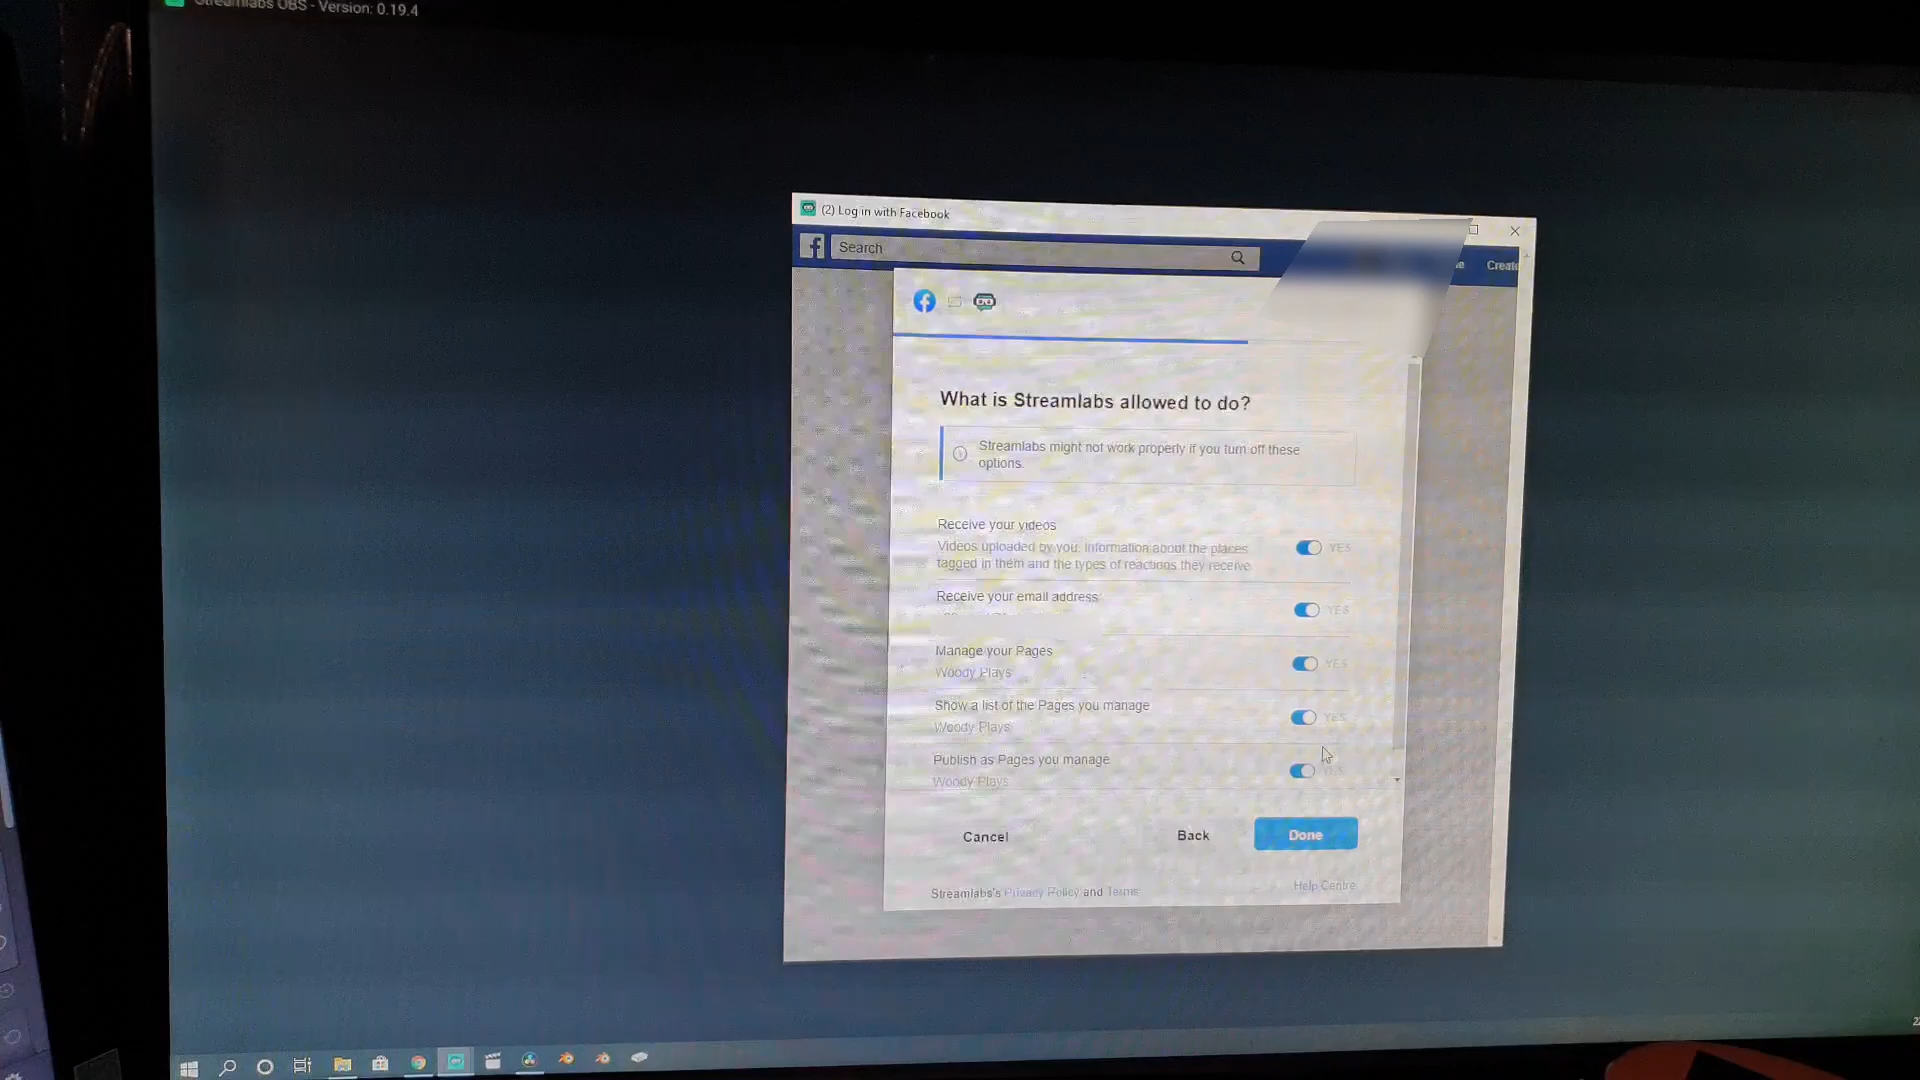 Streamlabs OBS - Version: 0.19.4
(2) Log in with Facebook
Search
Create
What is Streamlabs allowed to do?
Streamlabs might not work properly if you turn off these
options.
Receive your videos
Videos uploaded by you. Information about the places
tagged in them and the types of reactions they receive
YES
Receive your email address
YES
Manage your Pages
Woody Plays
YES
Show a list of the Pages you manage
Woody Plays
YES
Publish as Pages you manage
Woody Plays
YES
Cancel
Back
Done
Streamlabs's Privacy Policy and Terms
Help Centre